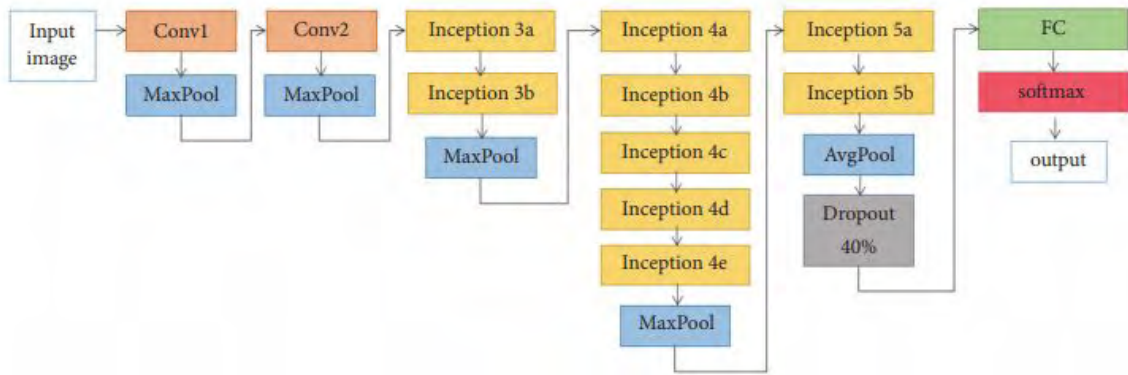 Input
image
Conv1
MaxPool
Conv2
MaxPool
Inception 3a
Inception 3b
MaxPool
Inception 4a
Inception 4b
Inception 4c
Inception 4d
Inception 4e
MaxPool
Inception 5a
Inception 5b
AvgPool
Dropout
40%
FC
softmax
output